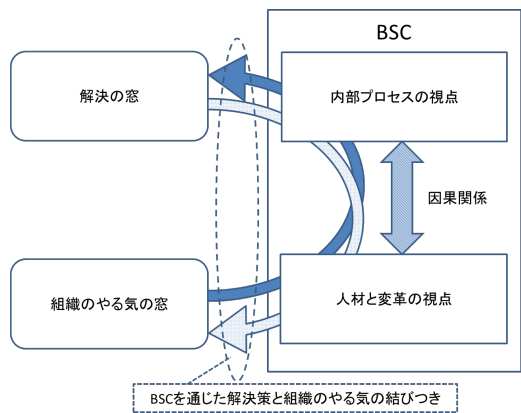 BSC
解決の窓
内部プロセスの視点
因果関係
組織のやる気の窓
人材と変革の視点
BSCを通じた解決策と組織のやる気の結びつき